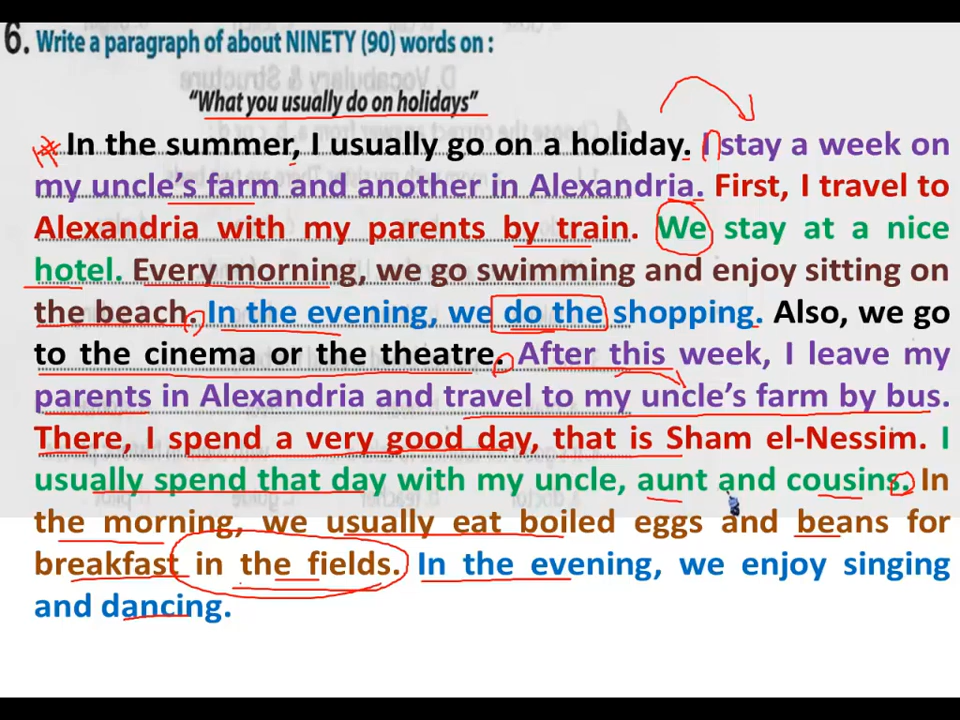 6. Write a paragraph of about NINETY (90) words on :
"What you usually do on holidays"
In the summer, I usually go on a holiday. I stay a week on
my uncle's farm and another in Alexandria. First, I travel to
Alexandria with my parents by train. We stay at a nice
hotel. Every morning, we go swimming and enjoy sitting on
the beach. In the evening, we do the shopping. Also, we go
to the cinema or the theatre. After this week, I leave my
parents in Alexandria and travel to my uncle's farm by bus.
There, I spend a very good day, that is Sham el-Nessim. I
usually spend that day with my uncle, aunt and cousins. In
the morning, we usually eat boiled eggs and beans for
breakfast in the fields. In the evening, we enjoy singing
and dancing.